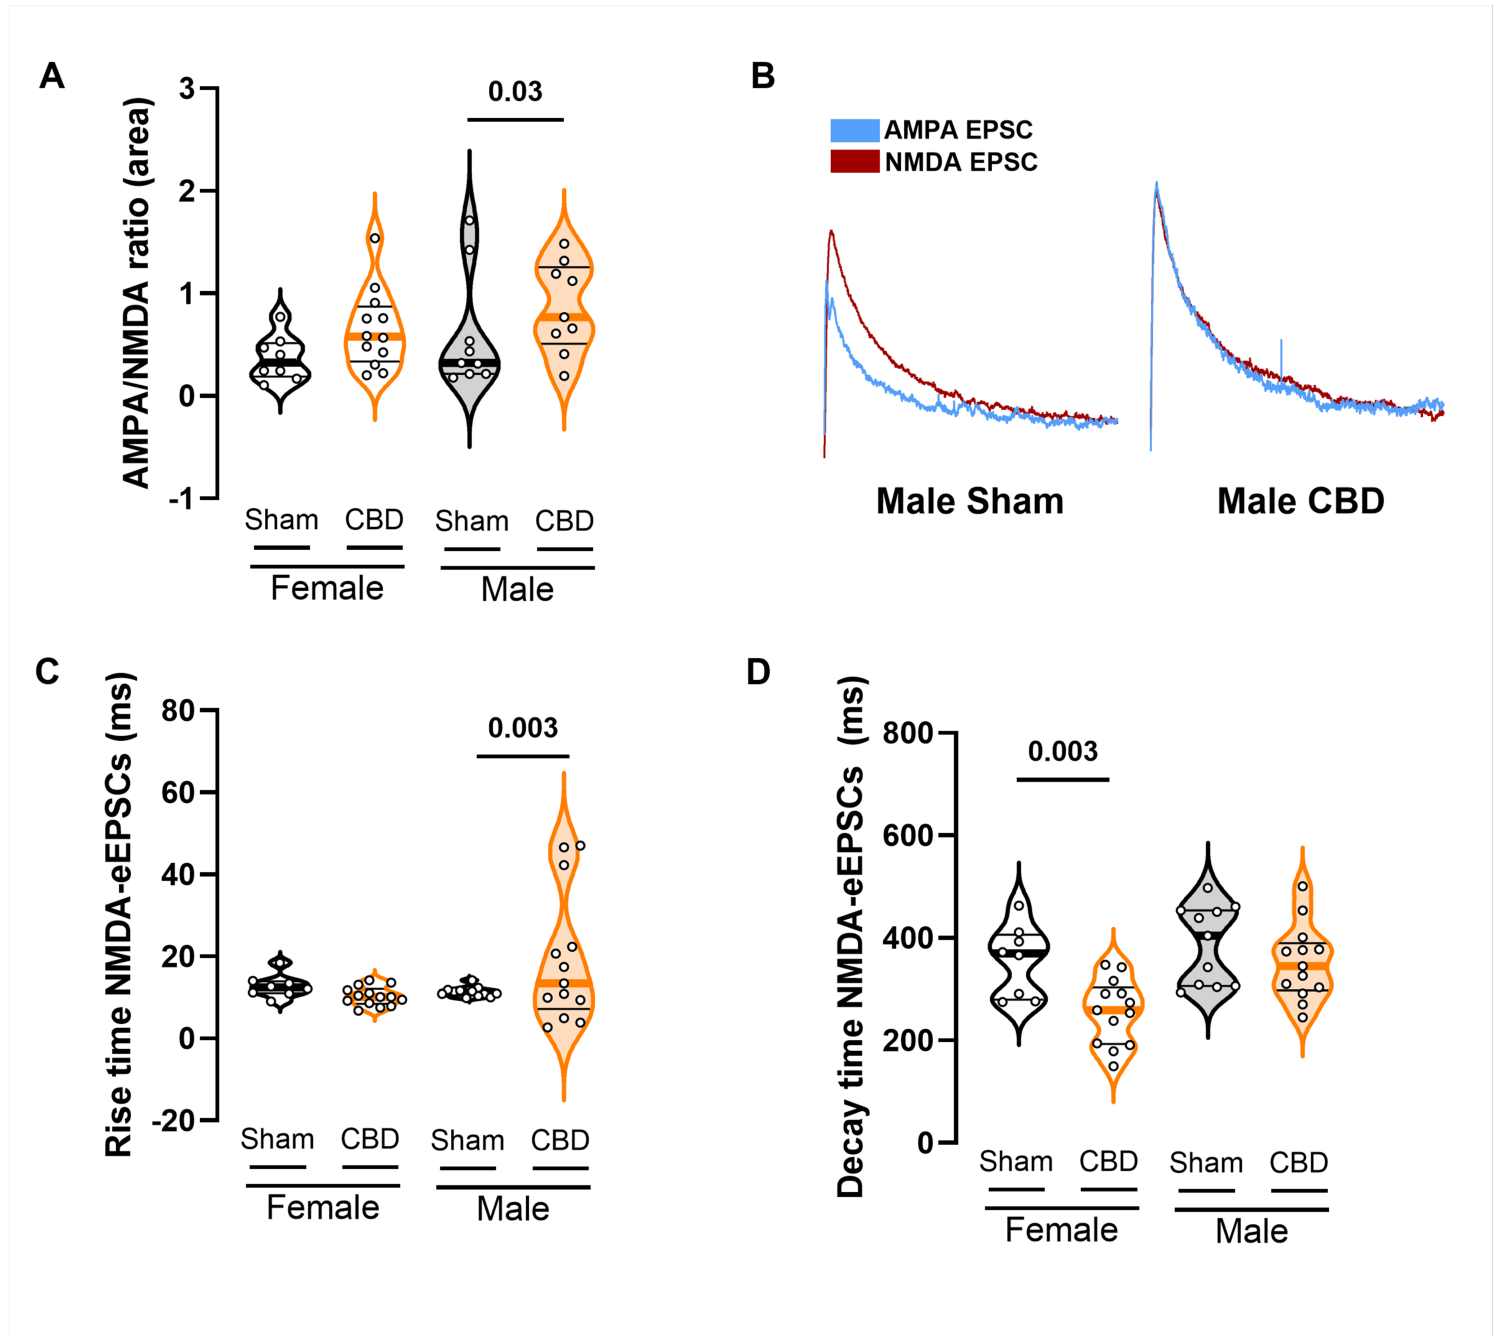 A
AMPA/NMDA ratio (area)
3
2
1
0
-1
0.03
Sham CBD Sham CBD
Female Male
B
AMPA EPSC
NMDA EPSC
Male Sham Male CBD
C
Rise time NMDA-eEPSCs (ms)
80
60
40
20
0
-20
0.003
Sham CBD Sham CBD
Female Male
D
Decay time NMDA-eEPSCs (ms)
800
600
400
200
0
0.003
Sham CBD Sham CBD
Female Male